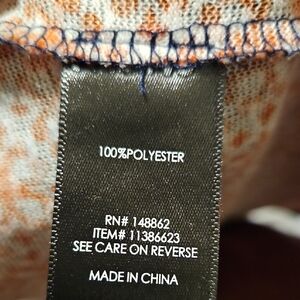 100%POLYESTER
RN# 148862
ITEM# 11386623
SEE CARE ON REVERSE
MADE IN CHINA